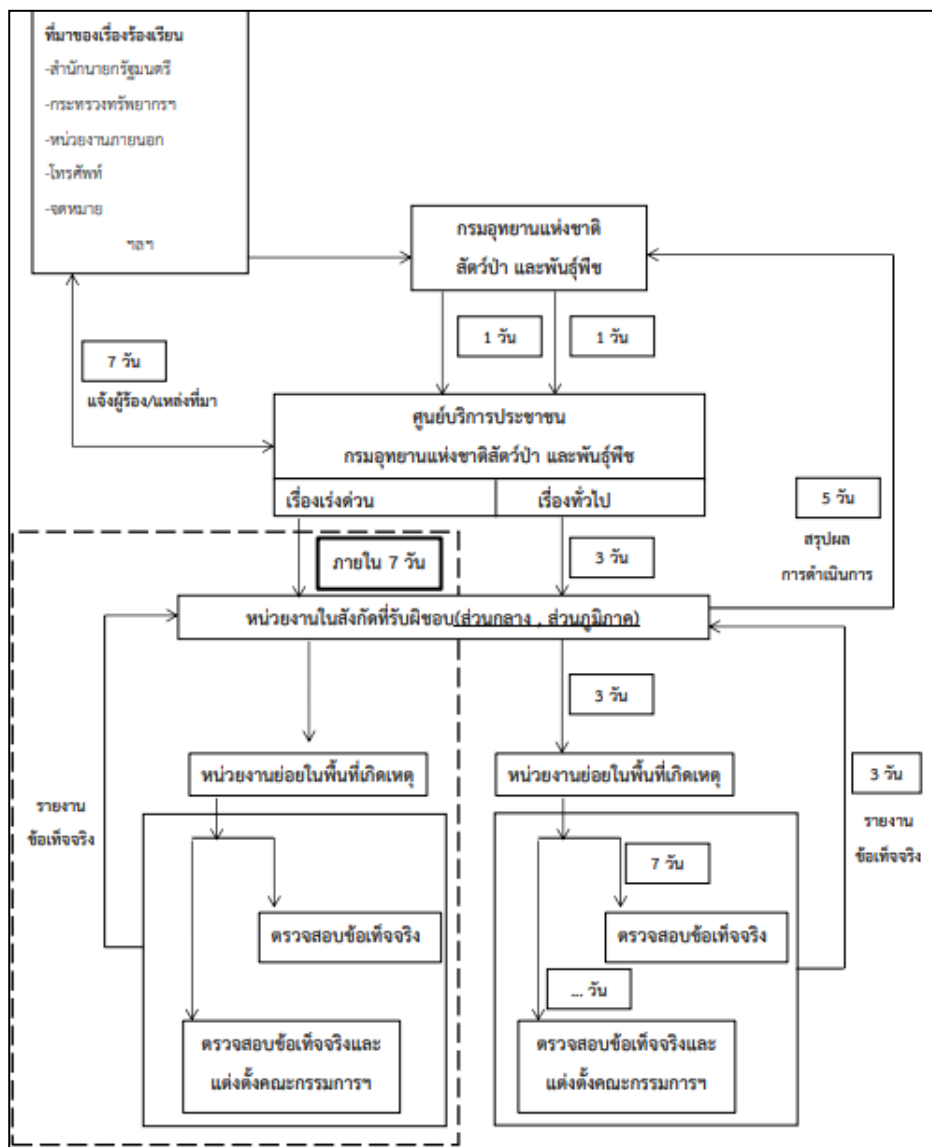 ที่มาของเรื่องร้องเรียน
-สำนักนายกรัฐมนตรี
-กระทรวงทรัพยากรฯ
-หน่วยงานภายนอก
-โทรศัพท์
-จดหมาย
ฯลฯ
กรมอุทยานแห่งชาติ
สัตว์ป่า และพันธุ์พืช
1 วัน
1 วัน
7 วัน
แจ้งผู้ร้อง/แหล่งที่มา
ศูนย์บริการประชาชน
กรมอุทยานแห่งชาติสัตว์ป่า และพันธุ์พืช
เรื่องเร่งด่วน
เรื่องทั่วไป
5 วัน
สรุปผล
การดำเนินการ
ภายใน 7 วัน
3 วัน
หน่วยงานในสังกัดที่รับผิชอบ(ส่วนกลาง , ส่วนภูมิภาค)
3 วัน
หน่วยงานย่อยในพื้นที่เกิดเหตุ
หน่วยงานย่อยในพื้นที่เกิดเหตุ
3 วัน
รายงาน
ข้อเท็จจริง
รายงาน
ข้อเท็จจริง
7 วัน
ตรวจสอบข้อเท็จจริง
ตรวจสอบข้อเท็จจริง
... วัน
ตรวจสอบข้อเท็จจริงและ
แต่งตั้งคณะกรรมการฯ
ตรวจสอบข้อเท็จจริงและ
แต่งตั้งคณะกรรมการฯ